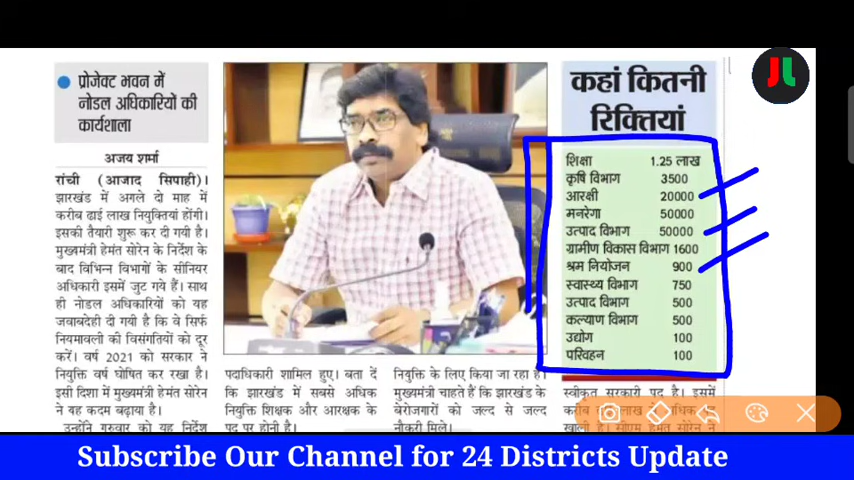 प्रोजेक्ट भवन में
नोडल अधिकारियों की
कार्यशाला
अजय शर्मा
रांची (आजाद सिपाही)।
झारखंड में अगले दो माह में
करीब ढाई लाख नियुक्तियां होंगी।
इसकी तैयारी शुरू कर दी गयी है।
मुख्यमंत्री हेमंत सोरेन के निर्देश के
बाद विभिन्न विभागों के सीनियर
अधिकारी इसमें जुट गये हैं। साथ
ही नोडल अधिकारियों को यह
जवाबदेही दी गयी है कि वे सिर्फ
नियमावली की विसंगतियों को दूर
करें। वर्ष 2021 को सरकार ने
नियुक्ति वर्ष घोषित कर रखा है।
इसी दिशा में मुख्यमंत्री हेमंत सोरेन
ने यह कदम बढ़ाया है।
उन्होंने गुरुवार को यह निर्देश
पदाधिकारी शामिल हुए। बता दें
कि झारखंड में सबसे अधिक
नियुक्ति शिक्षक और आरक्षक के
पद पर होनी है।
नियुक्ति के लिए किया जा रहा है।
मुख्यमंत्री चाहते हैं कि झारखंड के
बेरोजगारों को जल्द से जल्द
नौकरी मिले।
कहां कितनी
रिक्तियां
शिक्षा 1.25 लाख
कृषि विभाग 3500
आरक्षी 20000
मनरेगा 50000
उत्पाद विभाग 50000
ग्रामीण विकास विभाग 1600
श्रम नियोजन 900
स्वास्थ्य विभाग 750
उत्पाद विभाग 500
कल्याण विभाग 500
उद्योग 100
परिवहन 100
स्वीकृत सरकारी पद है। इसमें
करीब
JL
Subscribe Our Channel for 24 Districts Update